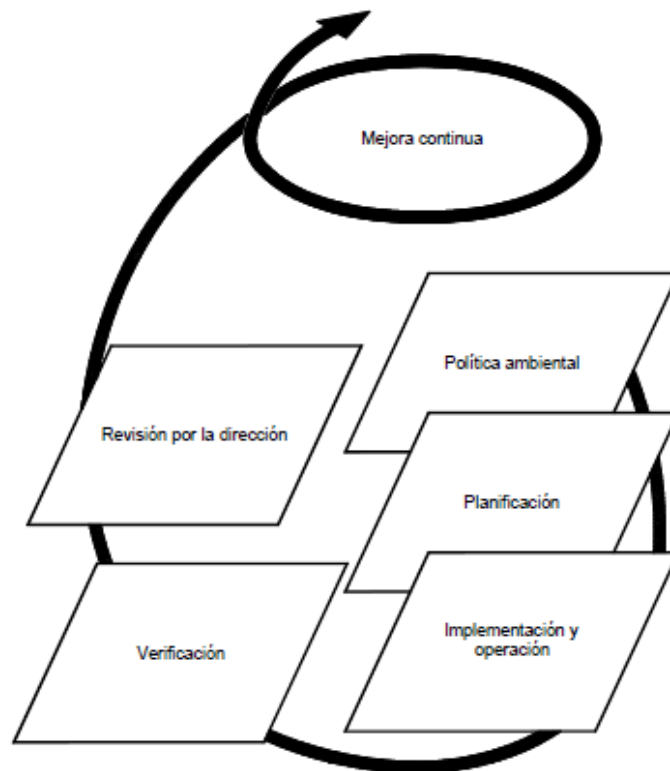 Mejora continua
Política ambiental
Revisión por la dirección
Planificación
Implementación y
operación
Verificación